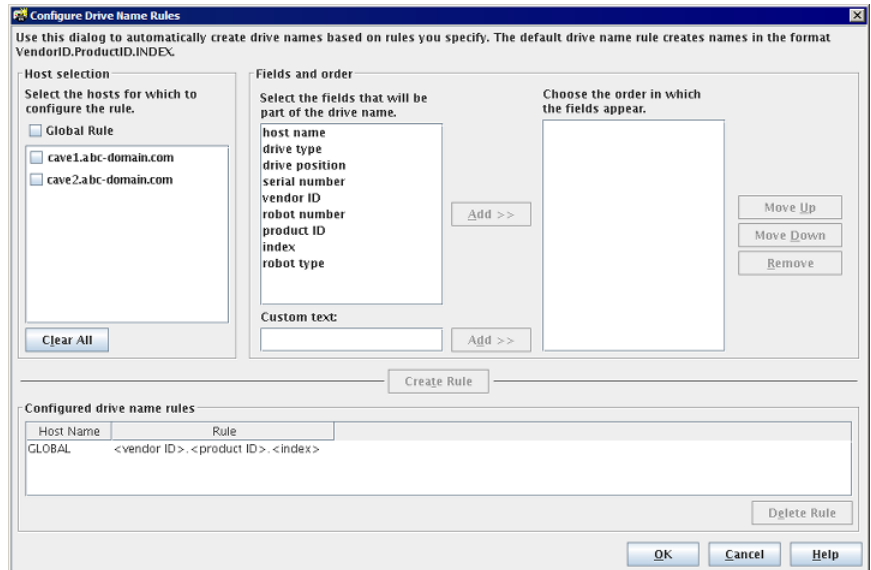 Configure Drive Name Rules
Use this dialog to automatically create drive names based on rules you specify. The default drive name rule creates names in the format
VendorID.ProductID.INDEX.
Host selection
Select the hosts for which to
configure the rule.
Global Rule
cave1.abc-domain.com
cave2.abc-domain.com
Clear All
Fields and order
Select the fields that will be
part of the drive name.
host name
drive type
drive position
serial number
vendor ID
robot number
product ID
index
robot type
Add >>
Custom text:
Add >>
Choose the order in which
the fields appear.
Move Up
Move Down
Remove
Create Rule
Configured drive name rules
Host Name Rule
GLOBAL <vendor ID>.<product ID>.<index>
Delete Rule
OK Cancel Help